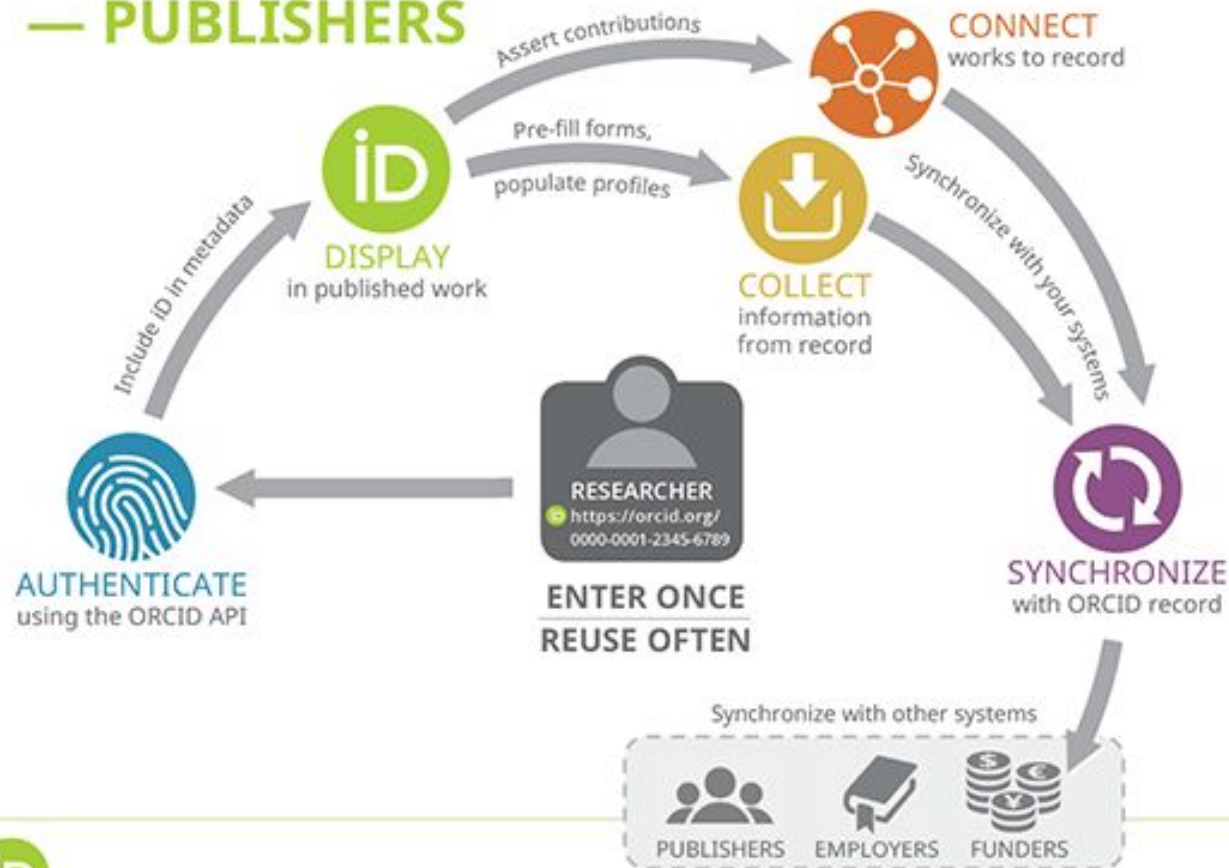 — PUBLISHERS
Assert contributions
CONNECT
works to record
Pre-fill forms,
populate profiles
iD
DISPLAY
in published work
Include iD in metadata
COLLECT
information
from record
Synchronize with your systems
RESEARCHER
iD https://orcid.org/
0000-0001-2345-6789
ENTER ONCE
REUSE OFTEN
AUTHENTICATE
using the ORCID API
SYNCHRONIZE
with ORCID record
Synchronize with other systems
$ € ¥
PUBLISHERS EMPLOYERS FUNDERS